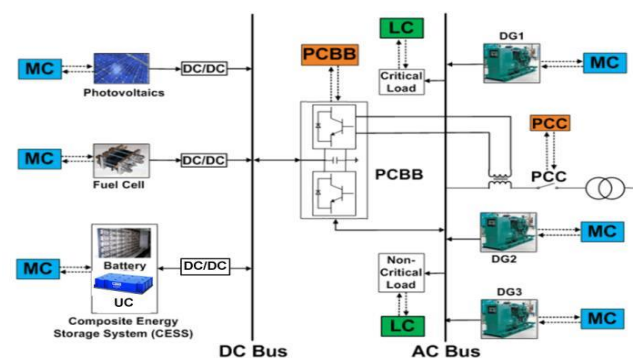 MC
Photovoltaics
DC/DC
MC
Fuel Cell
DC/DC
MC
Battery
UC
DC/DC
Composite Energy
Storage System (CESS)
DC Bus
PCBB
PCBB
LC
Critical
Load
Non-
Critical
Load
LC
AC Bus
DG1
MC
PCC
PCC
DG2
MC
DG3
MC